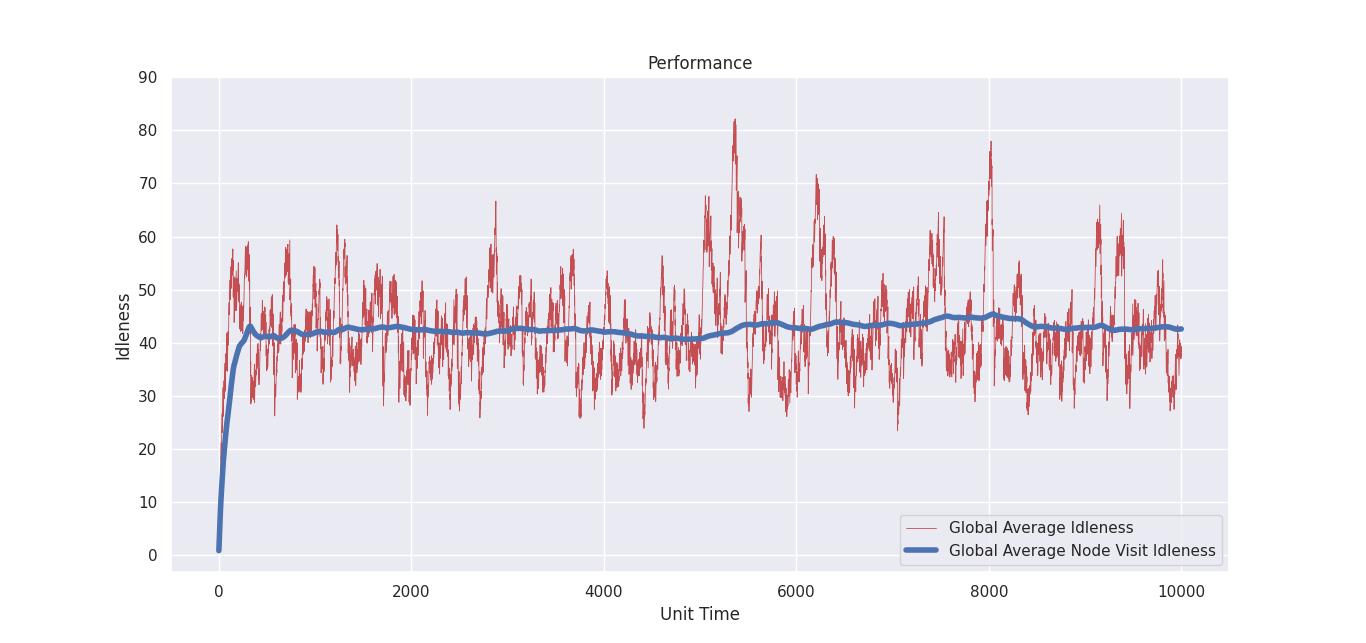 Performance
90
80
70
60
50
40
30
20
10
0
Idleness
0 2000 4000 6000 8000 10000
Unit Time
Global Average Idleness
Global Average Node Visit Idleness